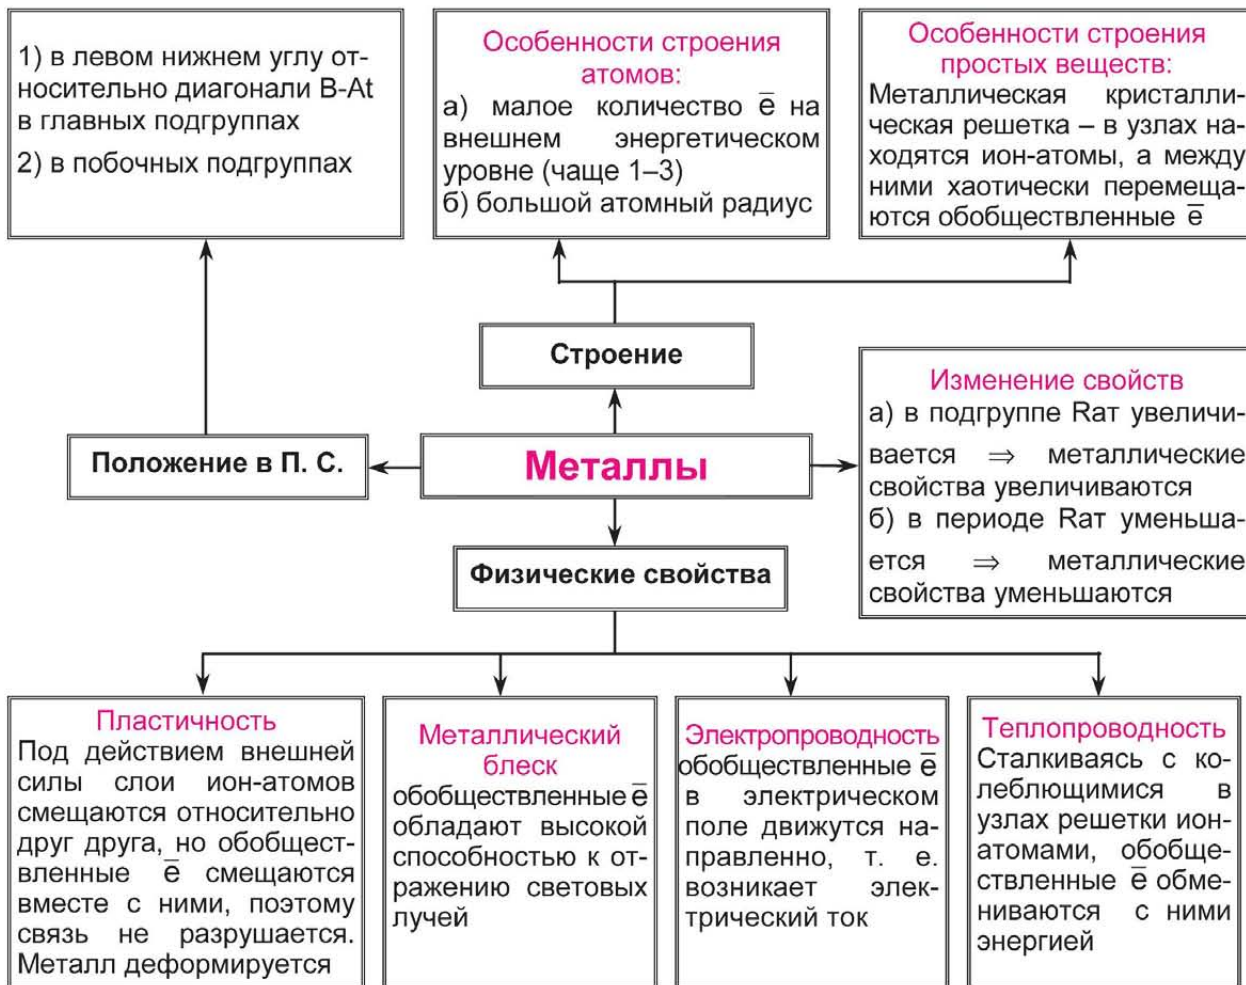 1) в левом нижнем углу от-
носительно диагонали B-At
в главных подгруппах
2) в побочных подгруппах
Особенности строения
атомов:
а) малое количество ē на
внешнем энергетическом
уровне (чаще 1–3)
б) большой атомный радиус
Особенности строения
простых веществ:
Металлическая кристалли-
ческая решетка – в узлах на-
ходятся ион-атомы, а между
ними хаотически перемеща-
ются обобществленные ē
Строение
Положение в П. С.
Металлы
Изменение свойств
а) в подгруппе Rат увеличи-
вается ⇒ металлические
свойства увеличиваются
б) в периоде Rат уменьша-
ется ⇒ металлические
свойства уменьшаются
Физические свойства
Пластичность
Под действием внешней
силы слои ион-атомов
смещаются относительно
друг друга, но обобщест-
вленные ē смещаются
вместе с ними, поэтому
связь не разрушается.
Металл деформируется
Металлический
блеск
обобществленные ē
обладают высокой
способностью к от-
ражению световых
лучей
Электропроводность
обобществленные ē
в электрическом
поле движутся на-
правленно, т. е.
возникает элек-
трический ток
Теплопроводность
Сталкиваясь с ко-
леблющимися в
узлах решетки ион-
атомами, обобще-
ствленные ē обме-
ниваются с ними
энергией